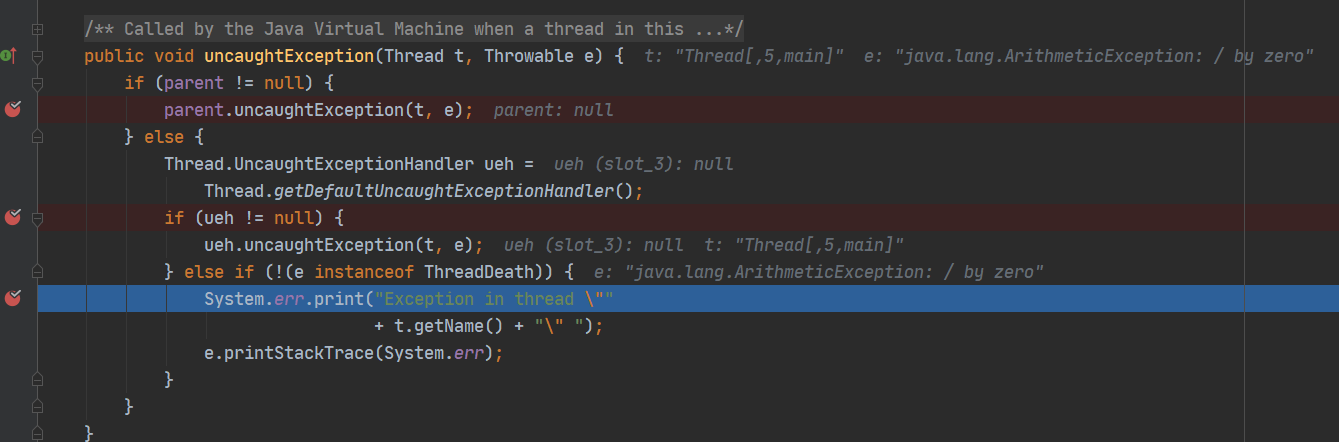 /** Called by the Java Virtual Machine when a thread in this ...*/
public void uncaughtException(Thread t, Throwable e) {  t: "Thread[,5,main]"  e: "java.lang.ArithmeticException: / by zero"
if (parent != null) {
parent.uncaughtException(t, e);  parent: null
} else {
Thread.UncaughtExceptionHandler ueh =  ueh (slot_3): null
Thread.getDefaultUncaughtExceptionHandler();
if (ueh != null) {
ueh.uncaughtException(t, e);  ueh (slot_3): null  t: "Thread[,5,main]"
} else if (!(e instanceof ThreadDeath)) {  e: "java.lang.ArithmeticException: / by zero"
System.err.print("Exception in thread \""
+ t.getName() + "\" ");
e.printStackTrace(System.err);
}
}
}